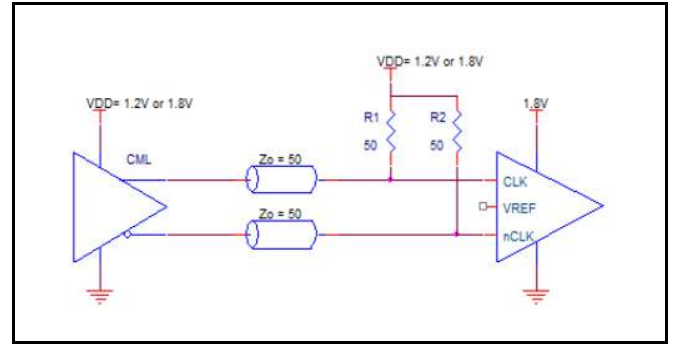 VDD= 1.2V or 1.8V
VDD= 1.2V or 1.8V
1.8V
R1
50
R2
50
CML
Zo = 50
Zo = 50
CLK
VREF
nCLK